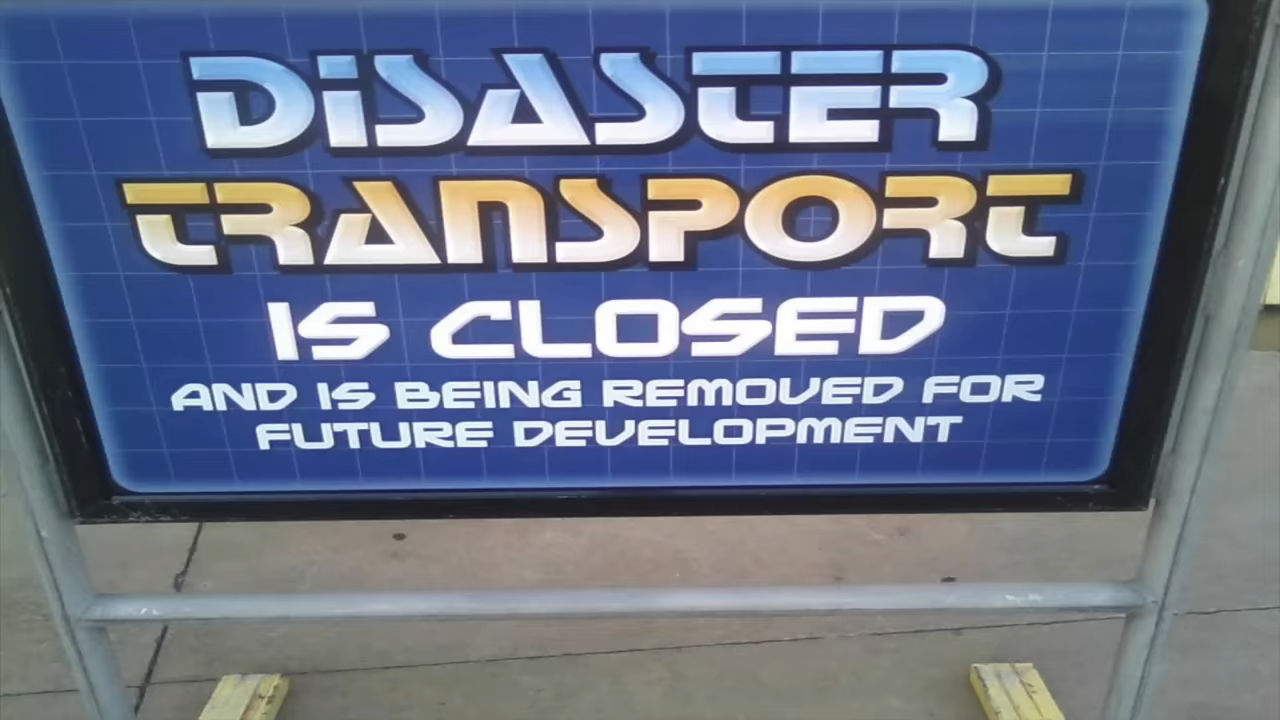 DiSASTER
TRANSPORT
IS CLOSED
AND IS BEING REMOVED FOR
FUTURE DEVELOPMENT